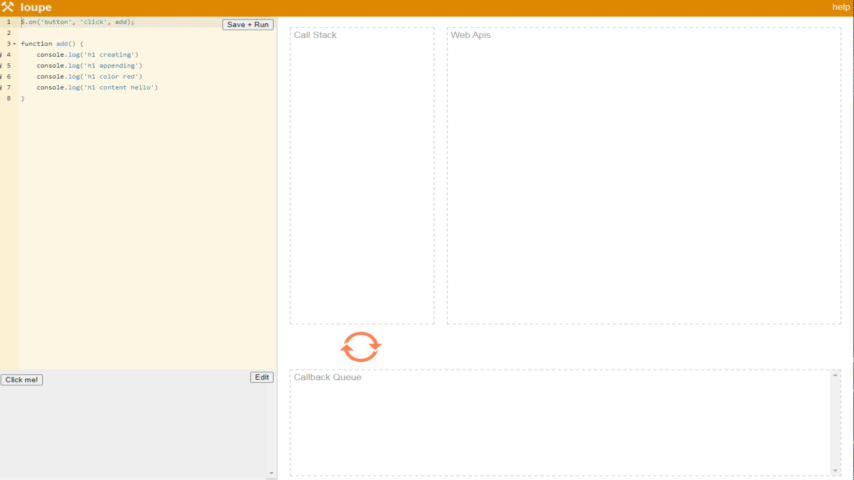 loupe
help
Save + Run
1 $.on('button', 'click', add);
2
3 function add() {
4 console.log('h1 creating')
5 console.log('h1 appending')
6 console.log('h1 color red')
7 console.log('h1 content hello')
8 }
Call Stack
Web Apis
Click me!
Edit
Callback Queue